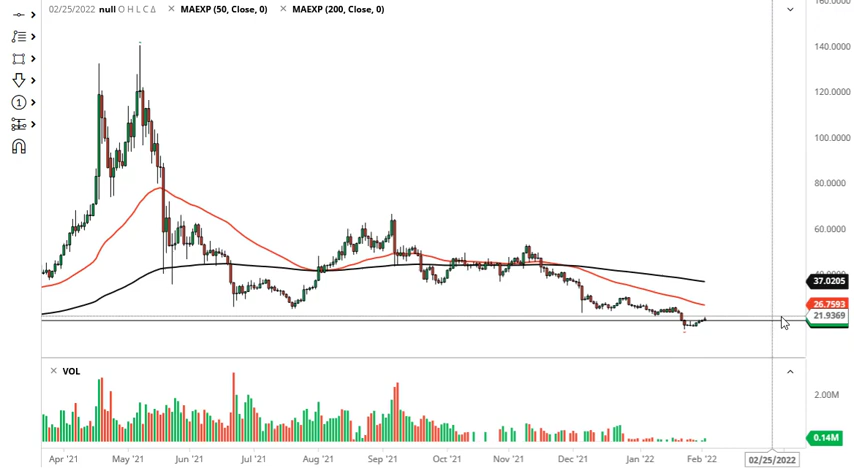 02/25/2022 null O H L C Δ ✕ MAEXP (50, Close, 0) ✕ MAEXP (200, Close, 0)
160.0000
140.0000
120.0000
100.0000
80.0000
60.0000
37.0205
26.7593
21.9369
✕ VOL
2.00M
0.14M
Apr '21 May '21 Jun '21 Jul '21 Aug '21 Sep '21 Oct '21 Nov '21 Dec '21 Jan '22 Feb '22
02/25/2022